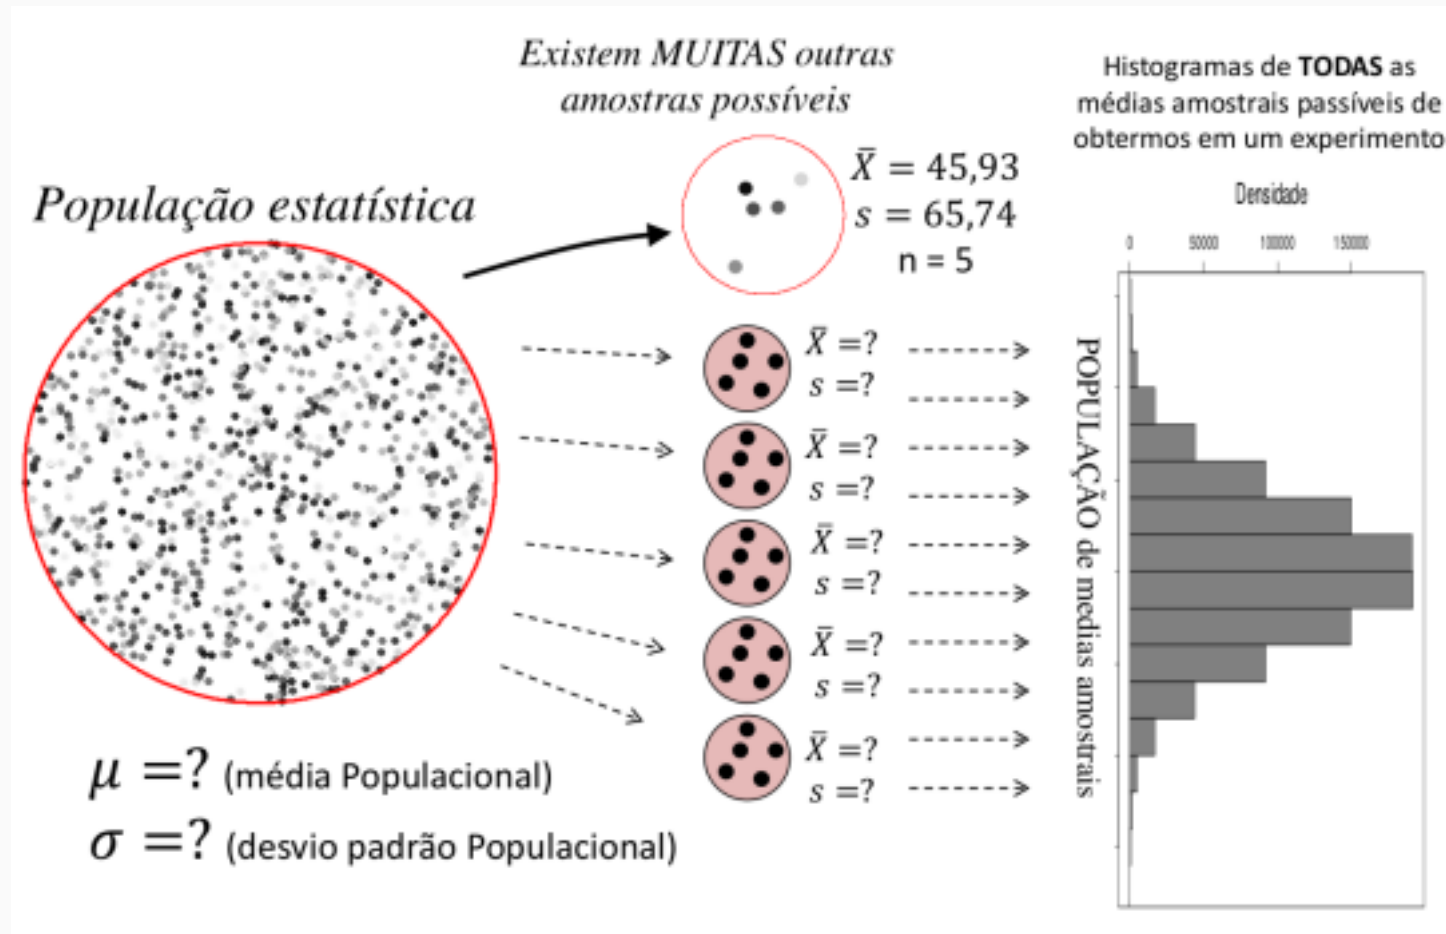 Existem MUITAS outras
amostras possíveis
Histogramas de TODAS as
médias amostrais passíveis de
obtermos em um experimento
População estatística
X̄ = 45,93
s = 65,74
n = 5
Densidade
0 50000 100000 150000
X̄ =?
s =?
X̄ =?
s =?
X̄ =?
s =?
X̄ =?
s =?
X̄ =?
s =?
POPULAÇÃO de medias amostrais
μ =? (média Populacional)
σ =? (desvio padrão Populacional)